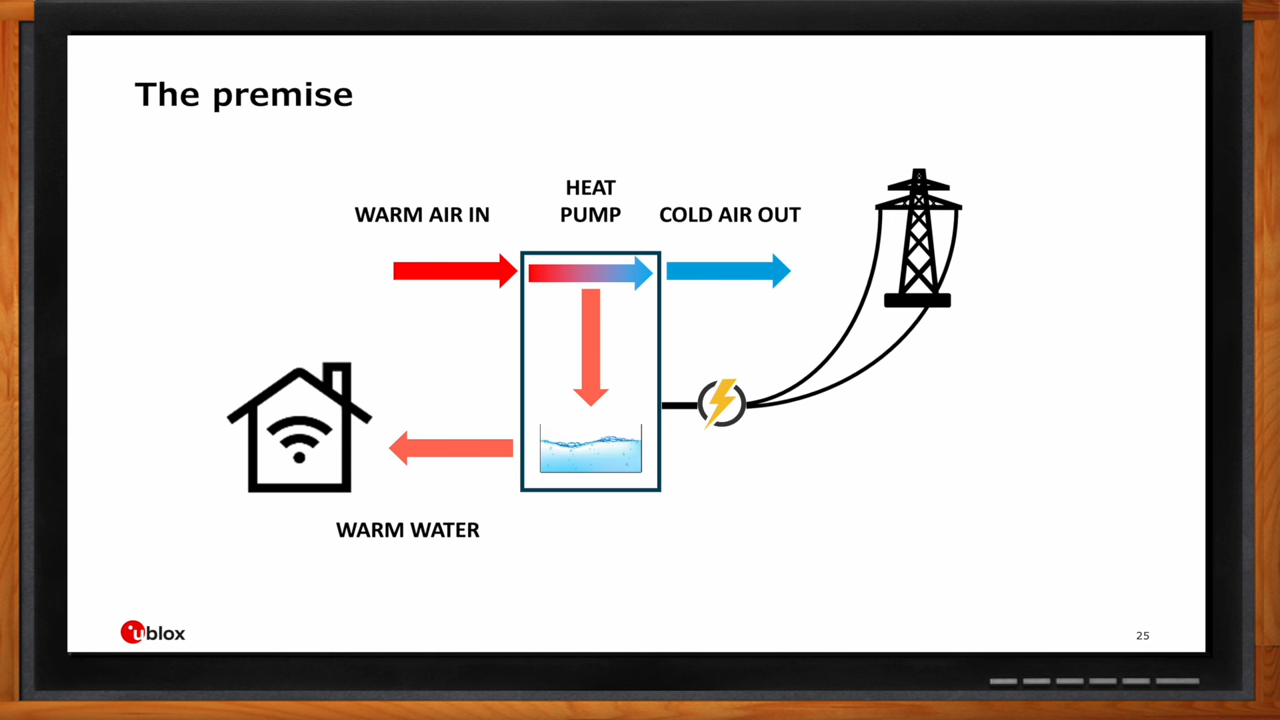 The premise
HEAT
WARM AIR IN
PUMP
COLD AIR OUT
WARM WATER
ublox
25